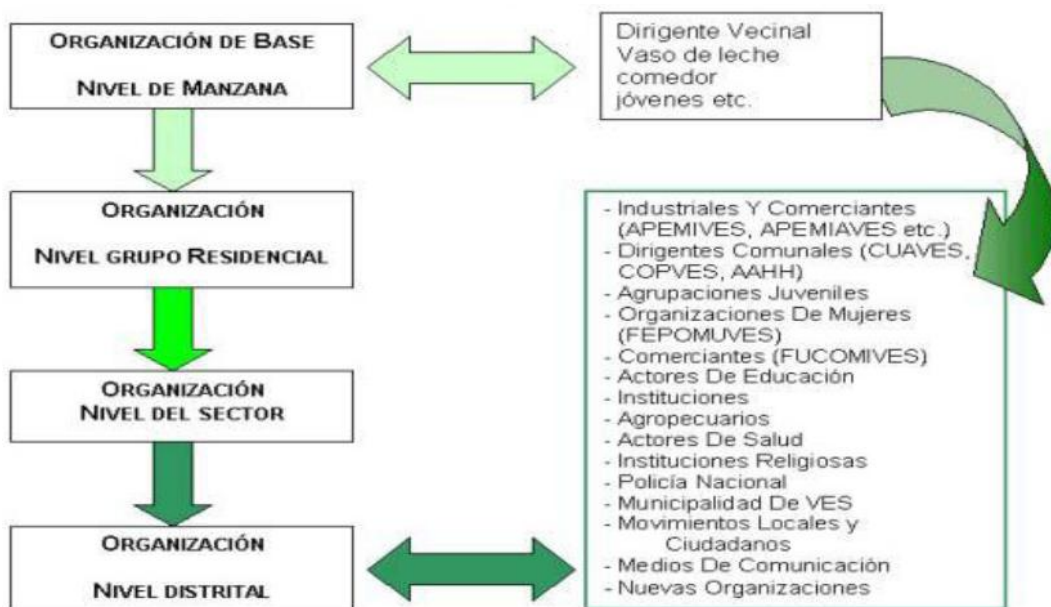 ORGANIZACIÓN DE BASE
NIVEL DE MANZANA
Dirigente Vecinal
Vaso de leche
comedor
jóvenes etc.
ORGANIZACIÓN
NIVEL GRUPO RESIDENCIAL
ORGANIZACIÓN
NIVEL DEL SECTOR
ORGANIZACIÓN
NIVEL DISTRITAL
- Industriales Y Comerciantes
(APEMIVES, APEMIAVES etc.)
- Dirigentes Comunales (CUAVES,
COPVES, AAHH)
- Agrupaciones Juveniles
- Organizaciones De Mujeres
(FEPOMUVES)
- Comerciantes (FUCOMIVES)
- Actores De Educación
- Instituciones
- Agropecuarios
- Actores De Salud
- Instituciones Religiosas
- Policía Nacional
- Municipalidad De VES
- Movimientos Locales y
Ciudadanos
- Medios De Comunicación
- Nuevas Organizaciones